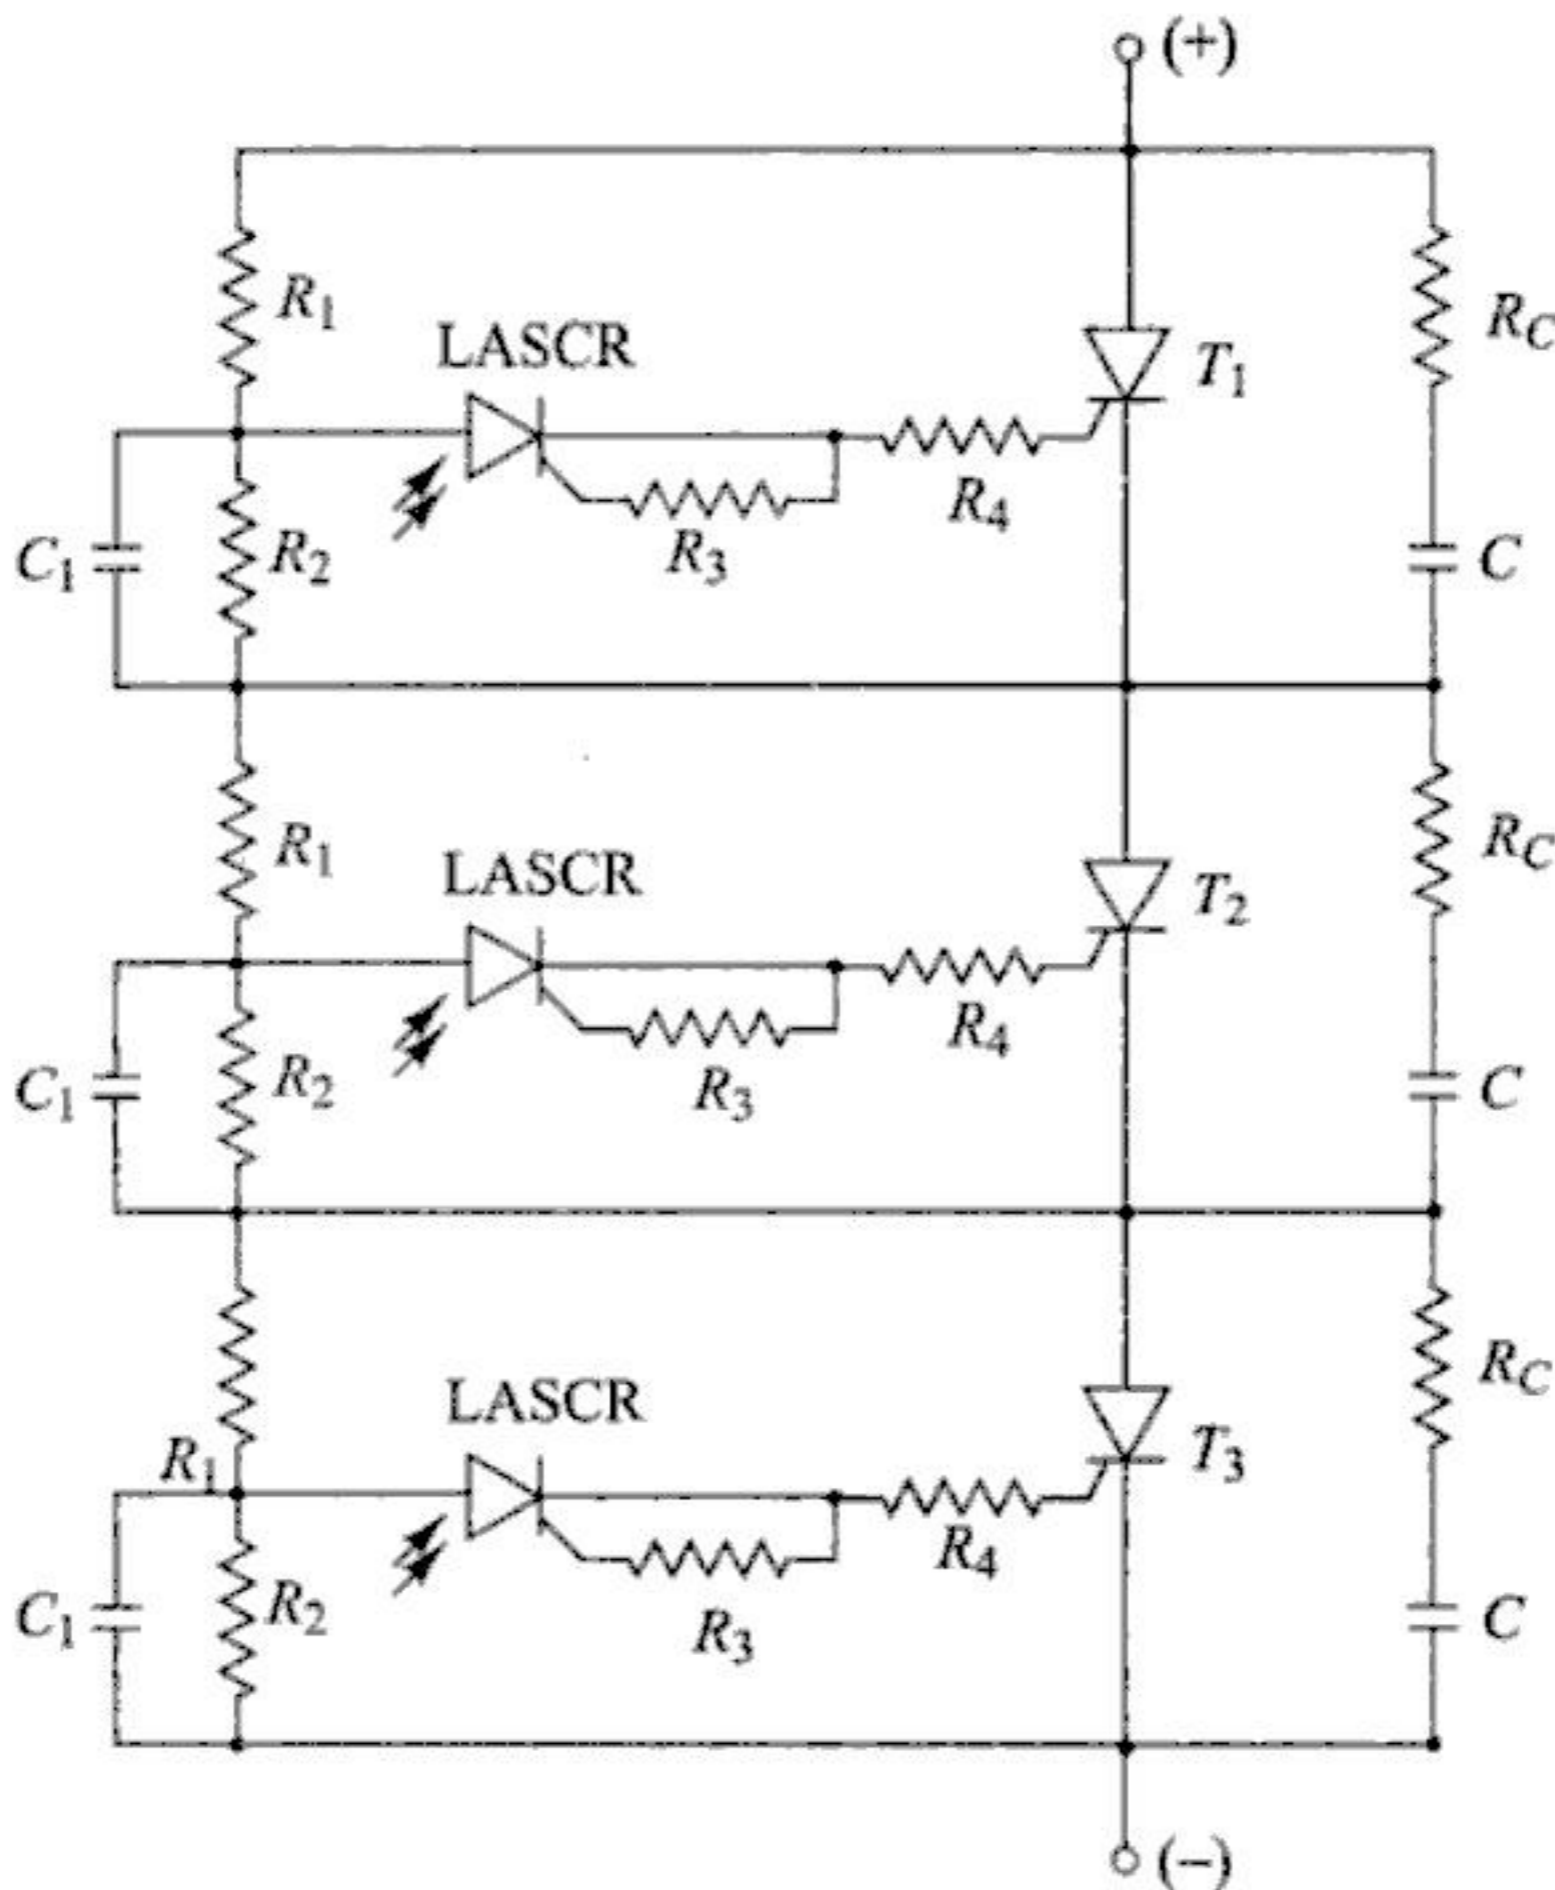 (+)
R1 RC
LASCR T1
R4
C1 R2 R3 C
R1 RC
LASCR T2
R4
C1 R2 R3 C
LASCR RC
R1 T3
R4
C1 R2 R3 C
(−)